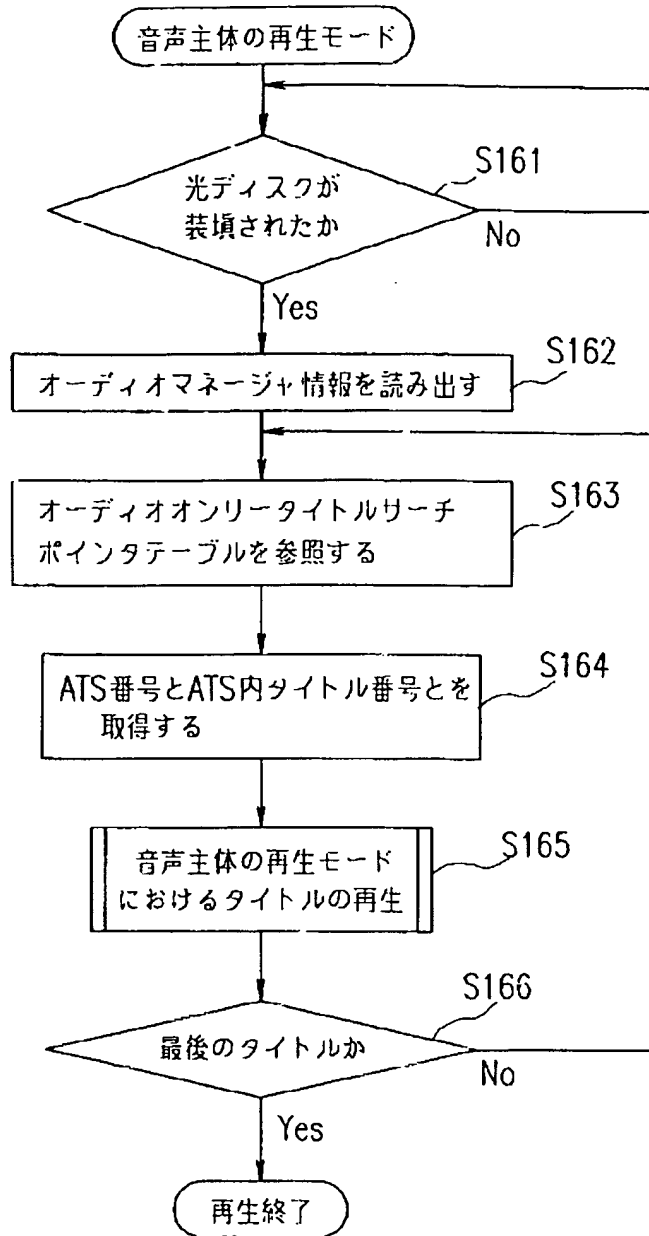 音声主体の再生モード
S161
光ディスクが
装填されたか
No
Yes
S162
オーディオマネージャ情報を読み出す
S163
オーディオオンリータイトルサーチ
ポインタテーブルを参照する
S164
ATS番号とATS内タイトル番号とを
取得する
S165
音声主体の再生モード
におけるタイトルの再生
S166
最後のタイトルか
No
Yes
再生終了